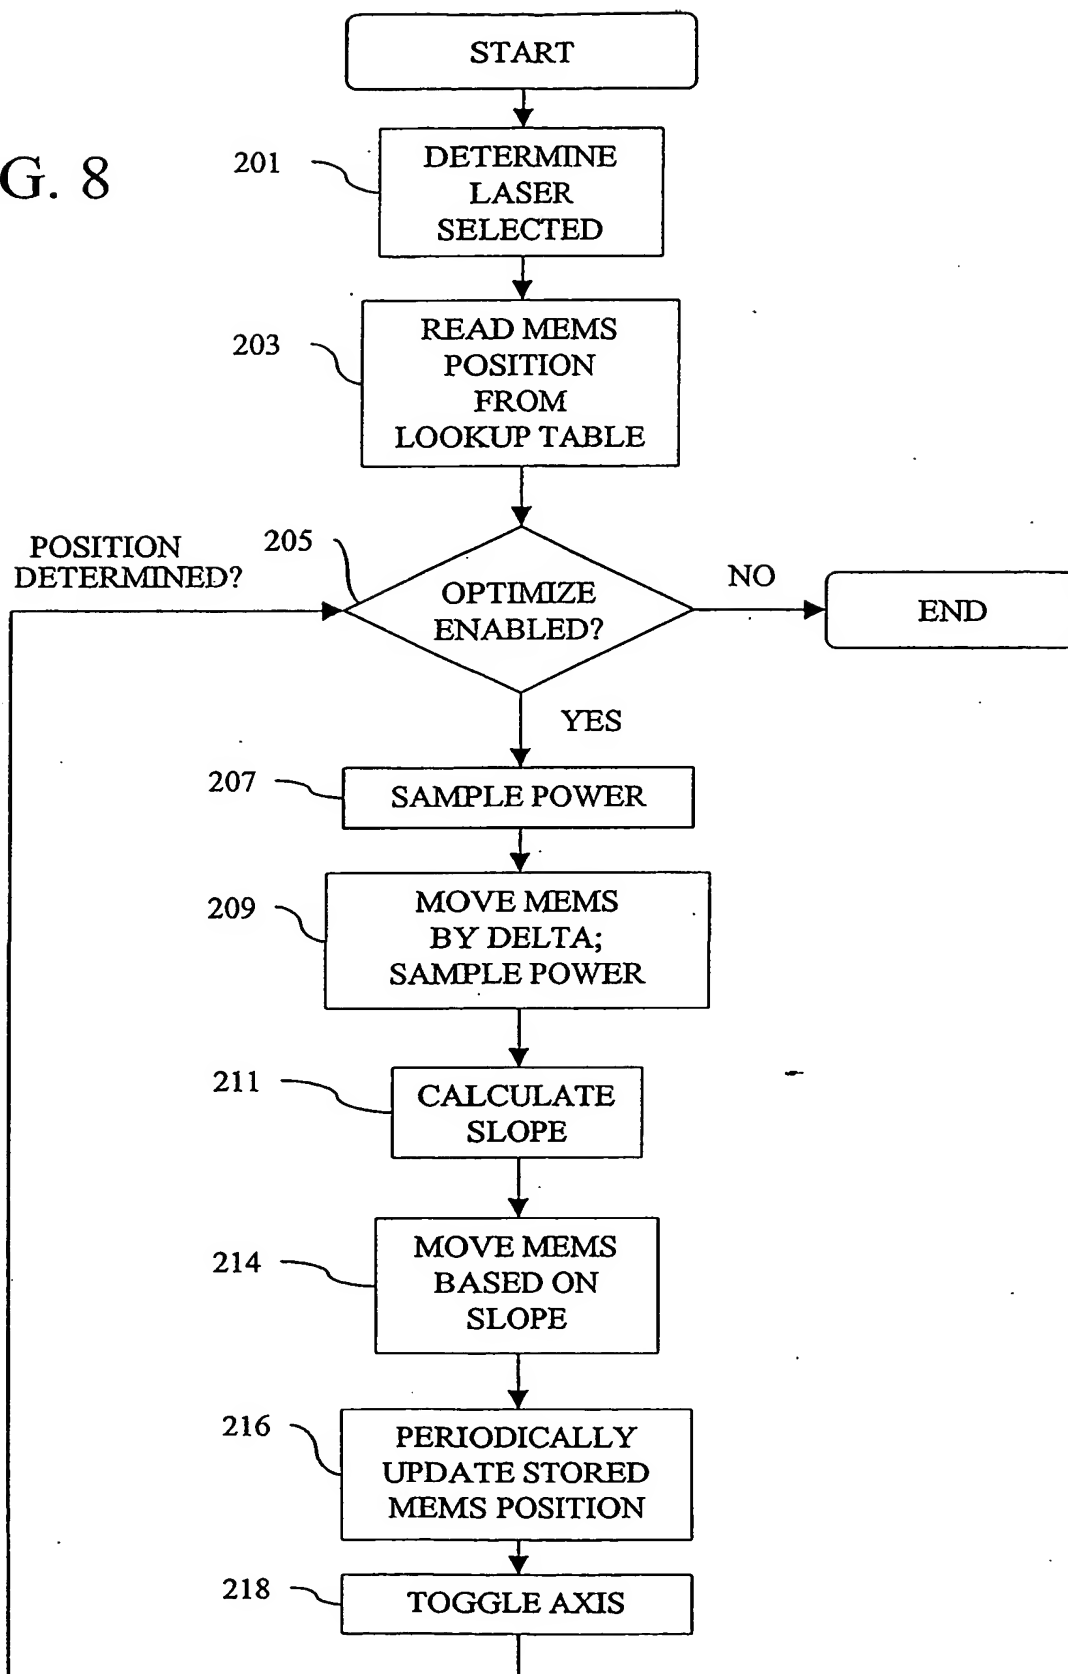 START
G. 8
201
DETERMINE
LASER
SELECTED
203
READ MEMS
POSITION
FROM
LOOKUP TABLE
POSITION
DETERMINED?
205
OPTIMIZE
ENABLED?
NO
END
YES
207
SAMPLE POWER
209
MOVE MEMS
BY DELTA;
SAMPLE POWER
211
CALCULATE
SLOPE
214
MOVE MEMS
BASED ON
SLOPE
216
PERIODICALLY
UPDATE STORED
MEMS POSITION
218
TOGGLE AXIS